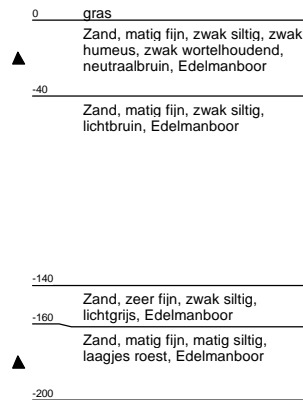 0 gras
Zand, matig fijn, zwak siltig, zwak
humeus, zwak wortelhoudend,
neutraalbruin, Edelmanboor
-40
Zand, matig fijn, zwak siltig,
lichtbruin, Edelmanboor
-140
Zand, zeer fijn, zwak siltig,
lichtgrijs, Edelmanboor
-160
Zand, matig fijn, matig siltig,
laagjes roest, Edelmanboor
-200